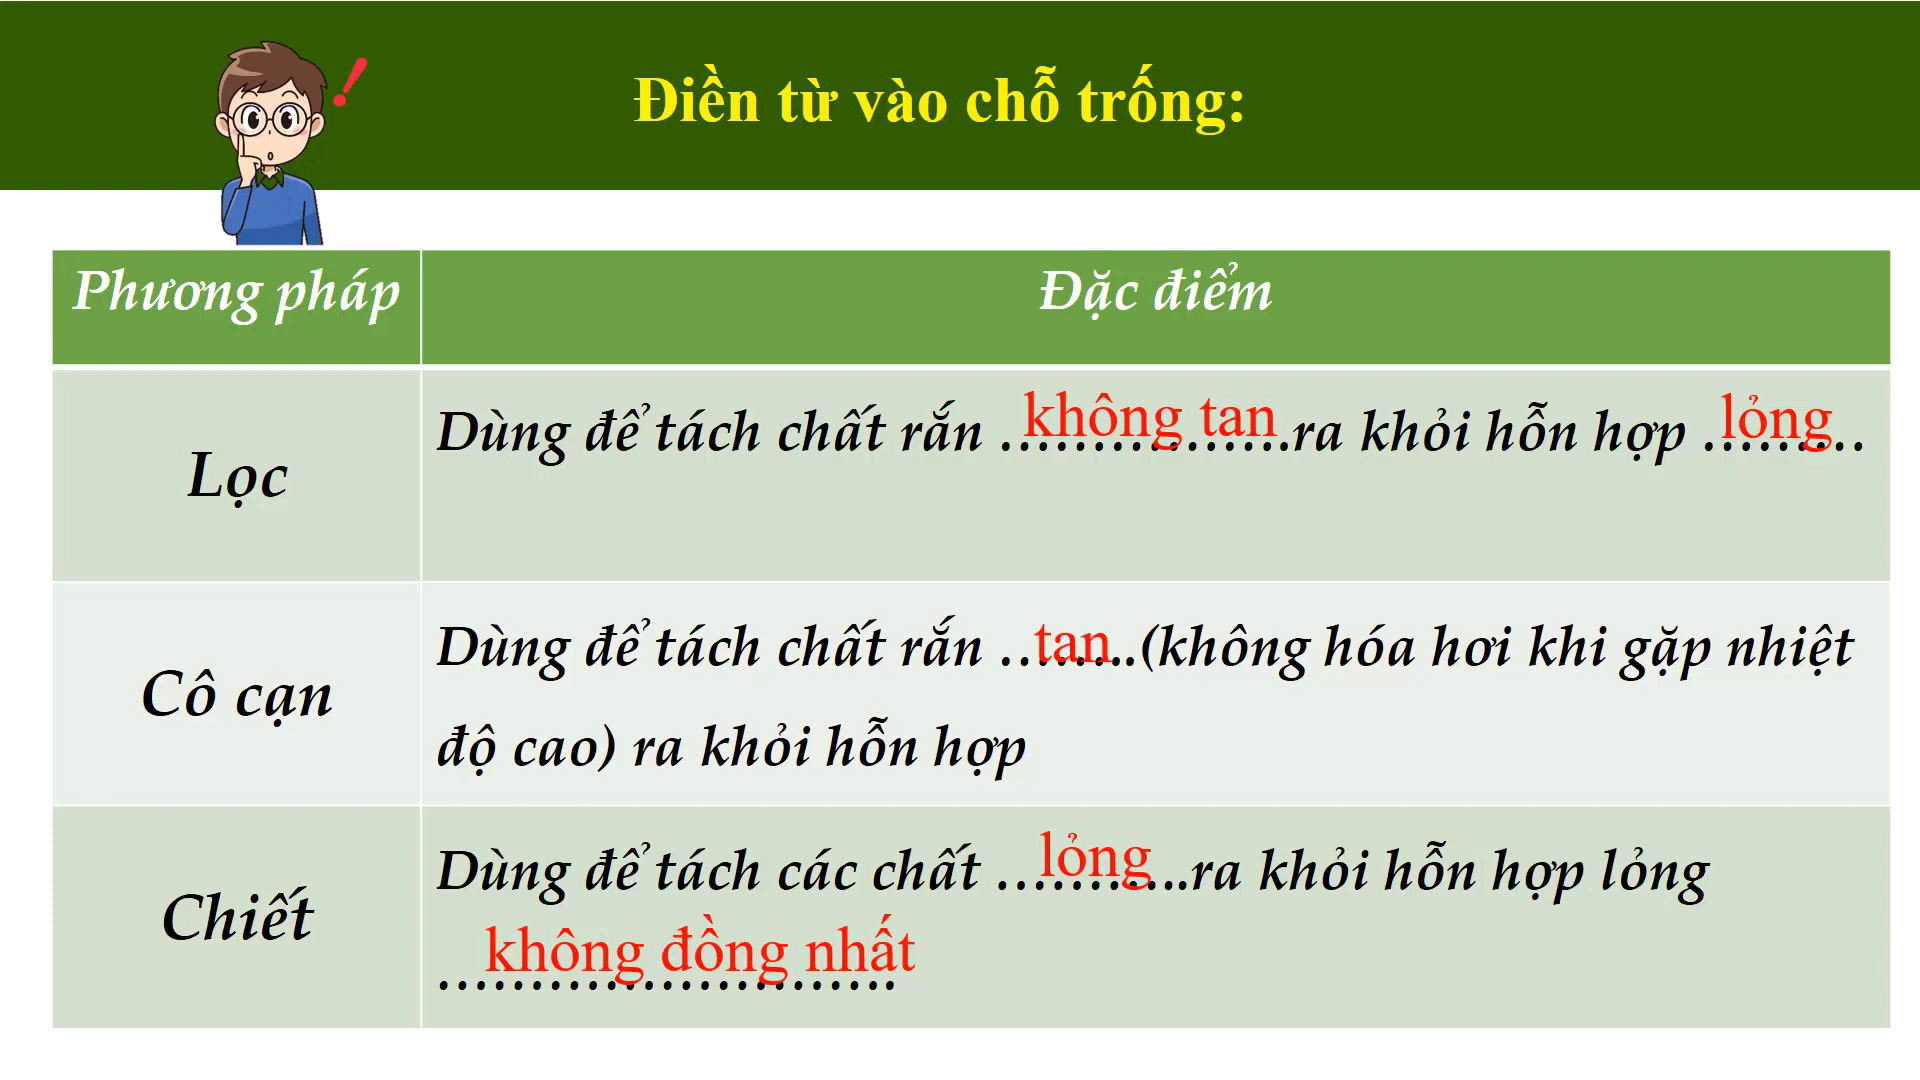 Điền từ vào chỗ trống:
Phương pháp
Đặc điểm
Lọc
Dùng để tách chất rắn ...không tan...ra khỏi hỗn hợp ...lỏng...
Cô cạn
Dùng để tách chất rắn ...tan...(không hóa hơi khi gặp nhiệt
độ cao) ra khỏi hỗn hợp
Chiết
Dùng để tách các chất ...lỏng...ra khỏi hỗn hợp lỏng
...không đồng nhất...